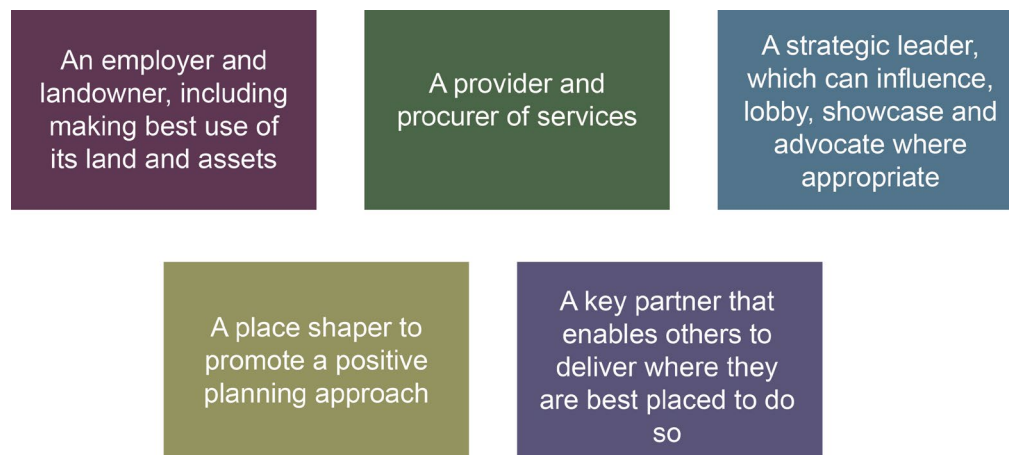 An employer and
landowner, including
making best use of
its land and assets
A provider and
procurer of services
A strategic leader,
which can influence,
lobby, showcase and
advocate where
appropriate
A place shaper to
promote a positive
planning approach
A key partner that
enables others to
deliver where they
are best placed to do
so